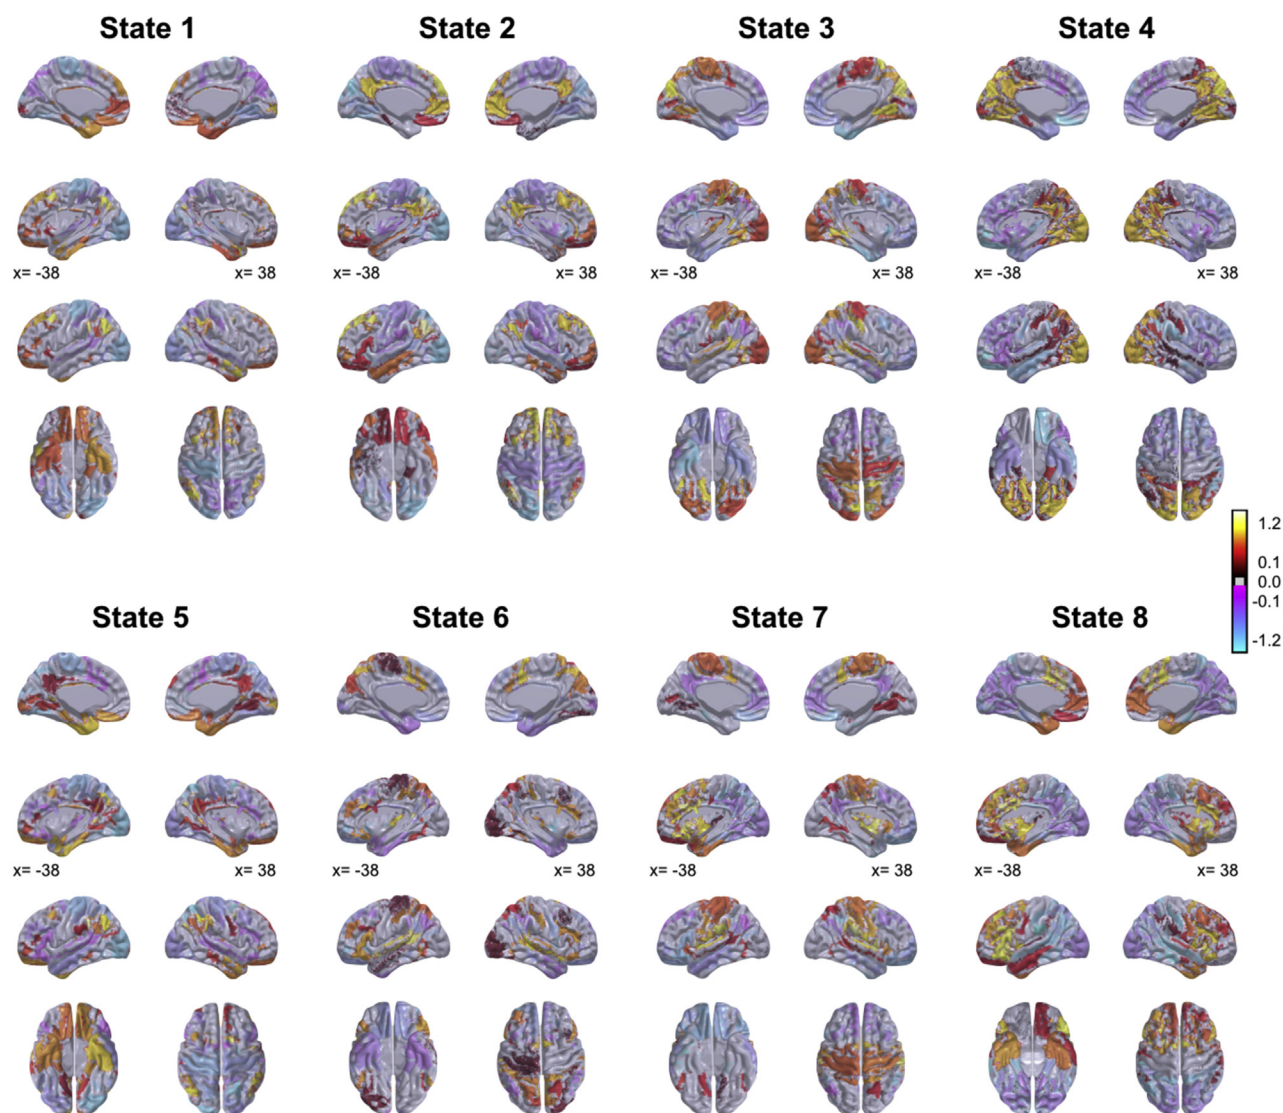 State 1
State 2
State 3
State 4
x= -38
x= 38
x= -38
x= 38
x= -38
x= 38
x= -38
x= 38
1.2
0.1
0.0
-0.1
-1.2
State 5
State 6
State 7
State 8
x= -38
x= 38
x= -38
x= 38
x= -38
x= 38
x= -38
x= 38